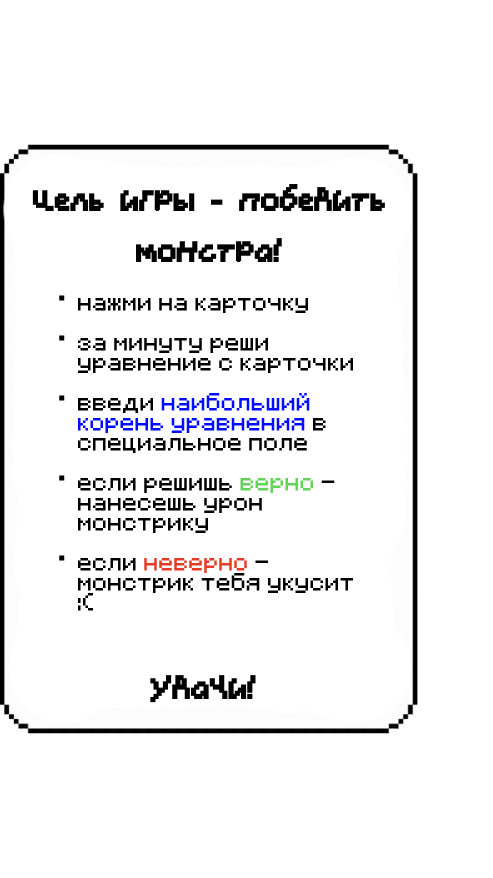 Цель игры - победить
монстра!
· нажми на карточку
· за минуту реши
уравнение с карточки
· введи наибольший
корень уравнения в
специальное поле
· если решишь верно –
нанесешь урон
монстрику
· если неверно –
монстрик тебя укусит
:(
Удачи!